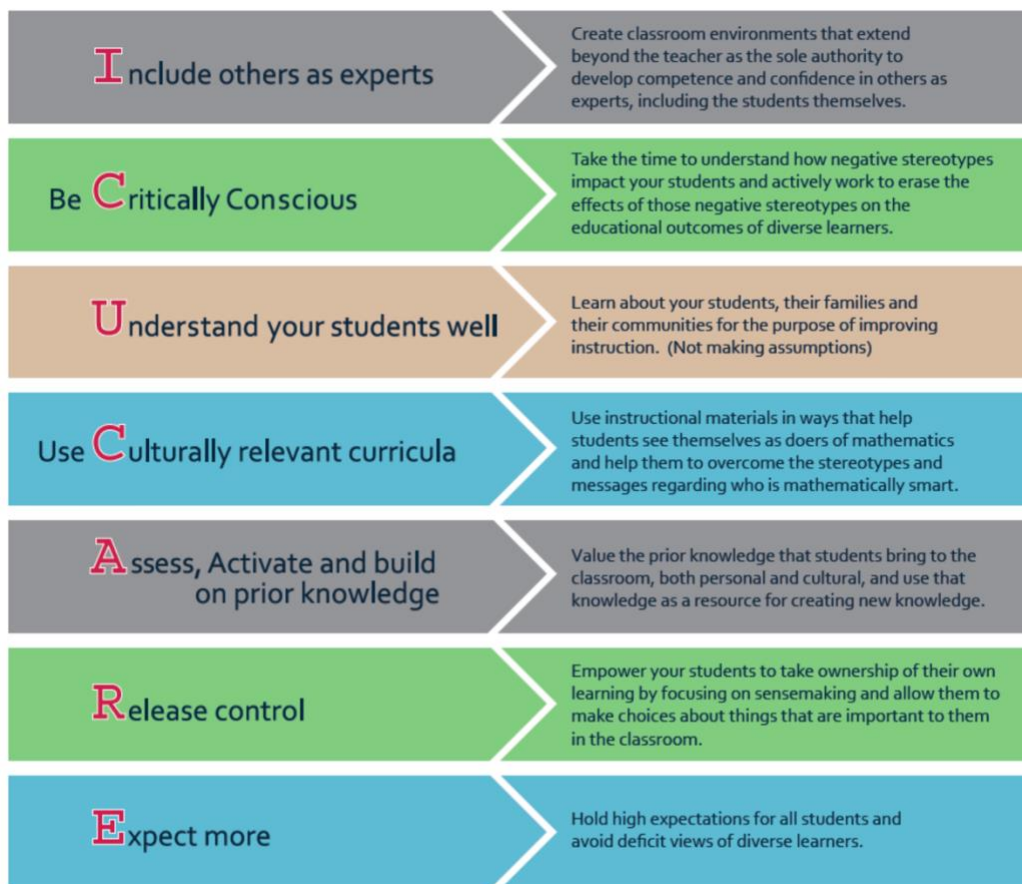 Include others as experts
Create classroom environments that extend
beyond the teacher as the sole authority to
develop competence and confidence in others as
experts, including the students themselves.
Be Critically Conscious
Take the time to understand how negative stereotypes
impact your students and actively work to erase the
effects of those negative stereotypes on the
educational outcomes of diverse learners.
Understand your students well
Learn about your students, their families and
their communities for the purpose of improving
instruction. (Not making assumptions)
Use Culturally relevant curricula
Use instructional materials in ways that help
students see themselves as doers of mathematics
and help them to overcome the stereotypes and
messages regarding who is mathematically smart.
Assess, Activate and build
on prior knowledge
Value the prior knowledge that students bring to the
classroom, both personal and cultural, and use that
knowledge as a resource for creating new knowledge.
Release control
Empower your students to take ownership of their own
learning by focusing on sensemaking and allow them to
make choices about things that are important to them
in the classroom.
Expect more
Hold high expectations for all students and
avoid deficit views of diverse learners.